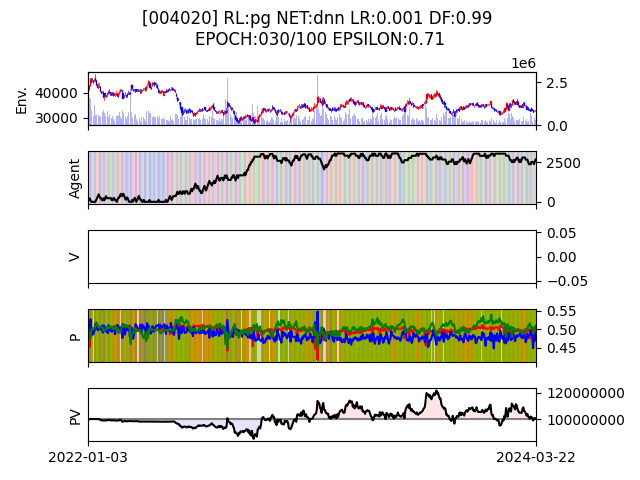 [004020] RL:pg NET:dnn LR:0.001 DF:0.99
EPOCH:030/100 EPSILON:0.71
1e6
Env.
40000
30000
2.5
0.0
Agent
2500
0
V
0.05
0.00
−0.05
P
0.55
0.50
0.45
PV
120000000
100000000
2022-01-03
2024-03-22